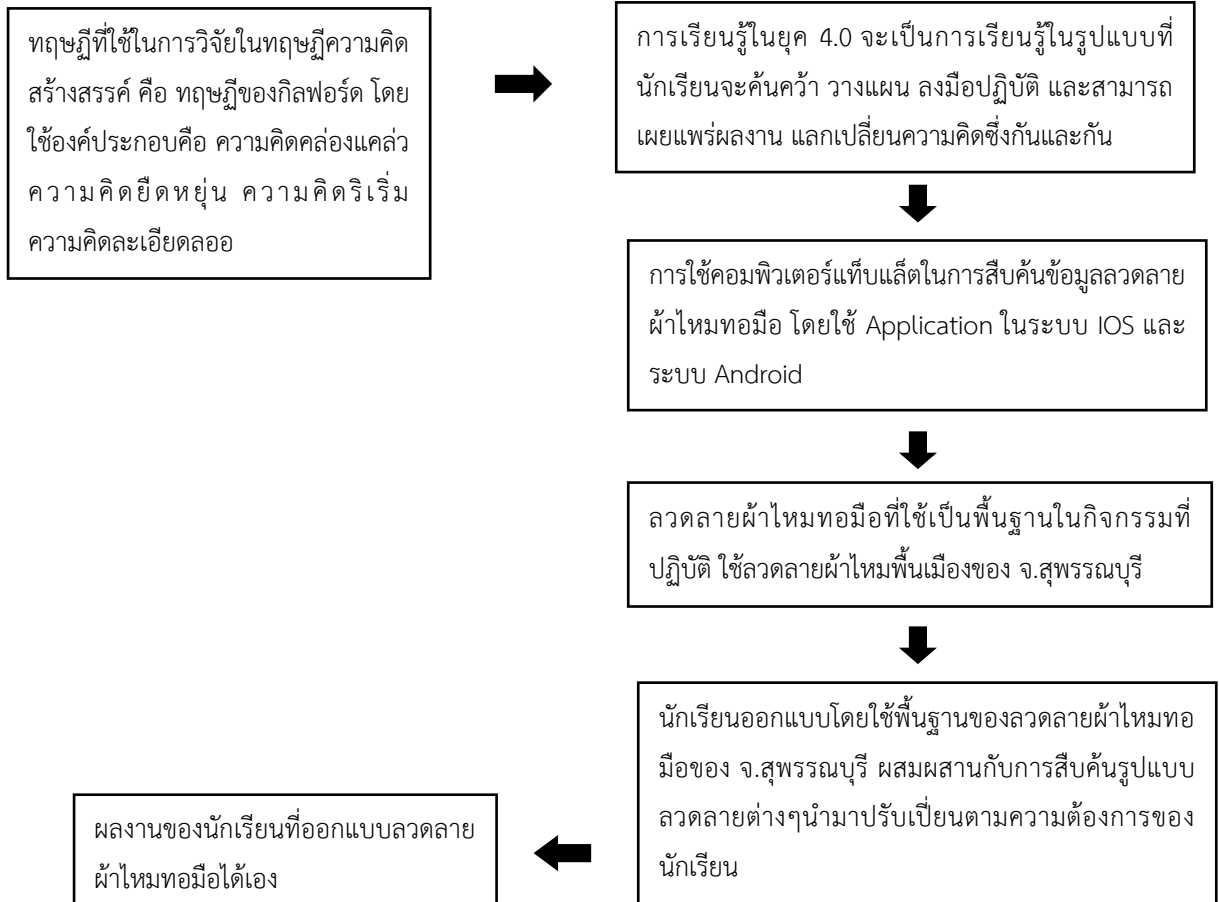 ทฤษฏีที่ใช้ในการวิจัยในทฤษฏีความคิด
สร้างสรรค์ คือ ทฤษฏีของกิลฟอร์ด โดย
ใช้องค์ประกอบคือ ความคิดคล่องแคล่ว
ความคิดยืดหยุ่น ความคิดริเริ่ม
ความคิดละเอียดลออ
การเรียนรู้ในยุค 4.0 จะเป็นการเรียนรู้ในรูปแบบที่
นักเรียนจะค้นคว้า วางแผน ลงมือปฏิบัติ และสามารถ
เผยแพร่ผลงาน แลกเปลี่ยนความคิดซึ่งกันและกัน
การใช้คอมพิวเตอร์แท็บแล็ตในการสืบค้นข้อมูลลวดลาย
ผ้าไหมทอมือ โดยใช้ Application ในระบบ IOS และ
ระบบ Android
ลวดลายผ้าไหมทอมือที่ใช้เป็นพื้นฐานในกิจกรรมที่
ปฏิบัติ ใช้ลวดลายผ้าไหมพื้นเมืองของ จ.สุพรรณบุรี
นักเรียนออกแบบโดยใช้พื้นฐานของลวดลายผ้าไหมทอ
มือของ จ.สุพรรณบุรี ผสมผสานกับการสืบค้นรูปแบบ
ลวดลายต่างๆนำมาปรับเปี่ยนตามความต้องการของ
นักเรียน
ผลงานของนักเรียนที่ออกแบบลวดลาย
ผ้าไหมทอมือได้เอง